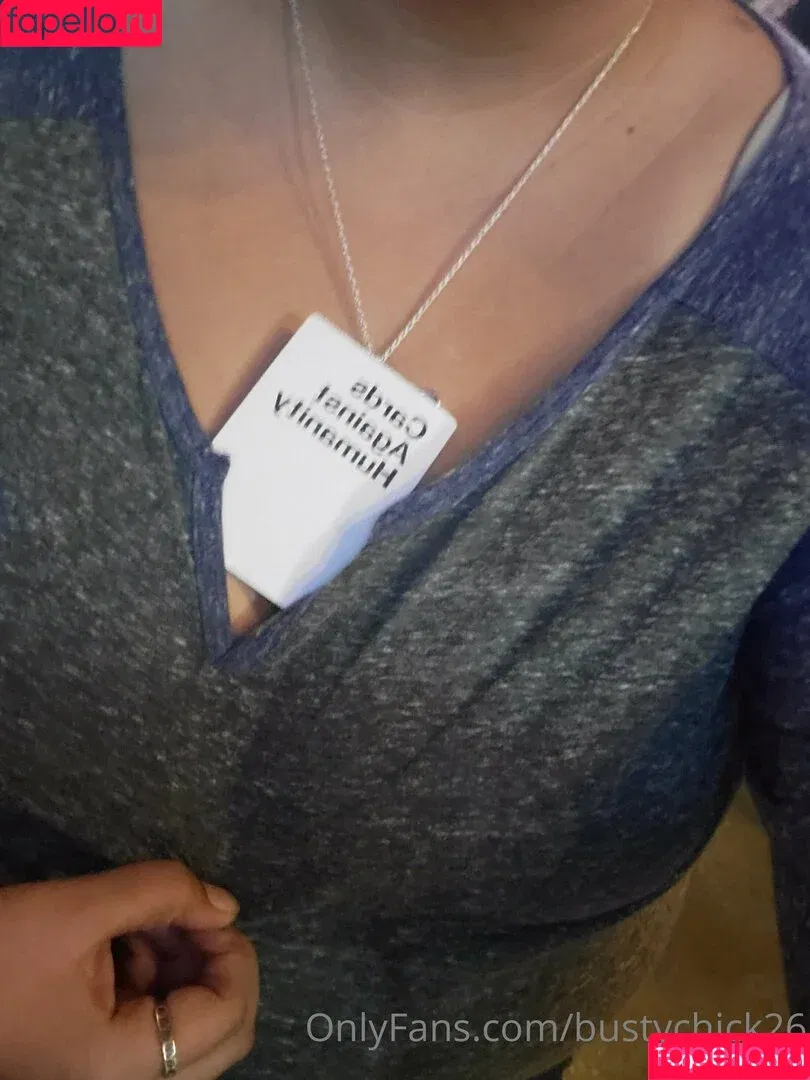 fapello.ru
Cards
Against
Humanity
OnlyFans.com/bustychick26
fapello.ru